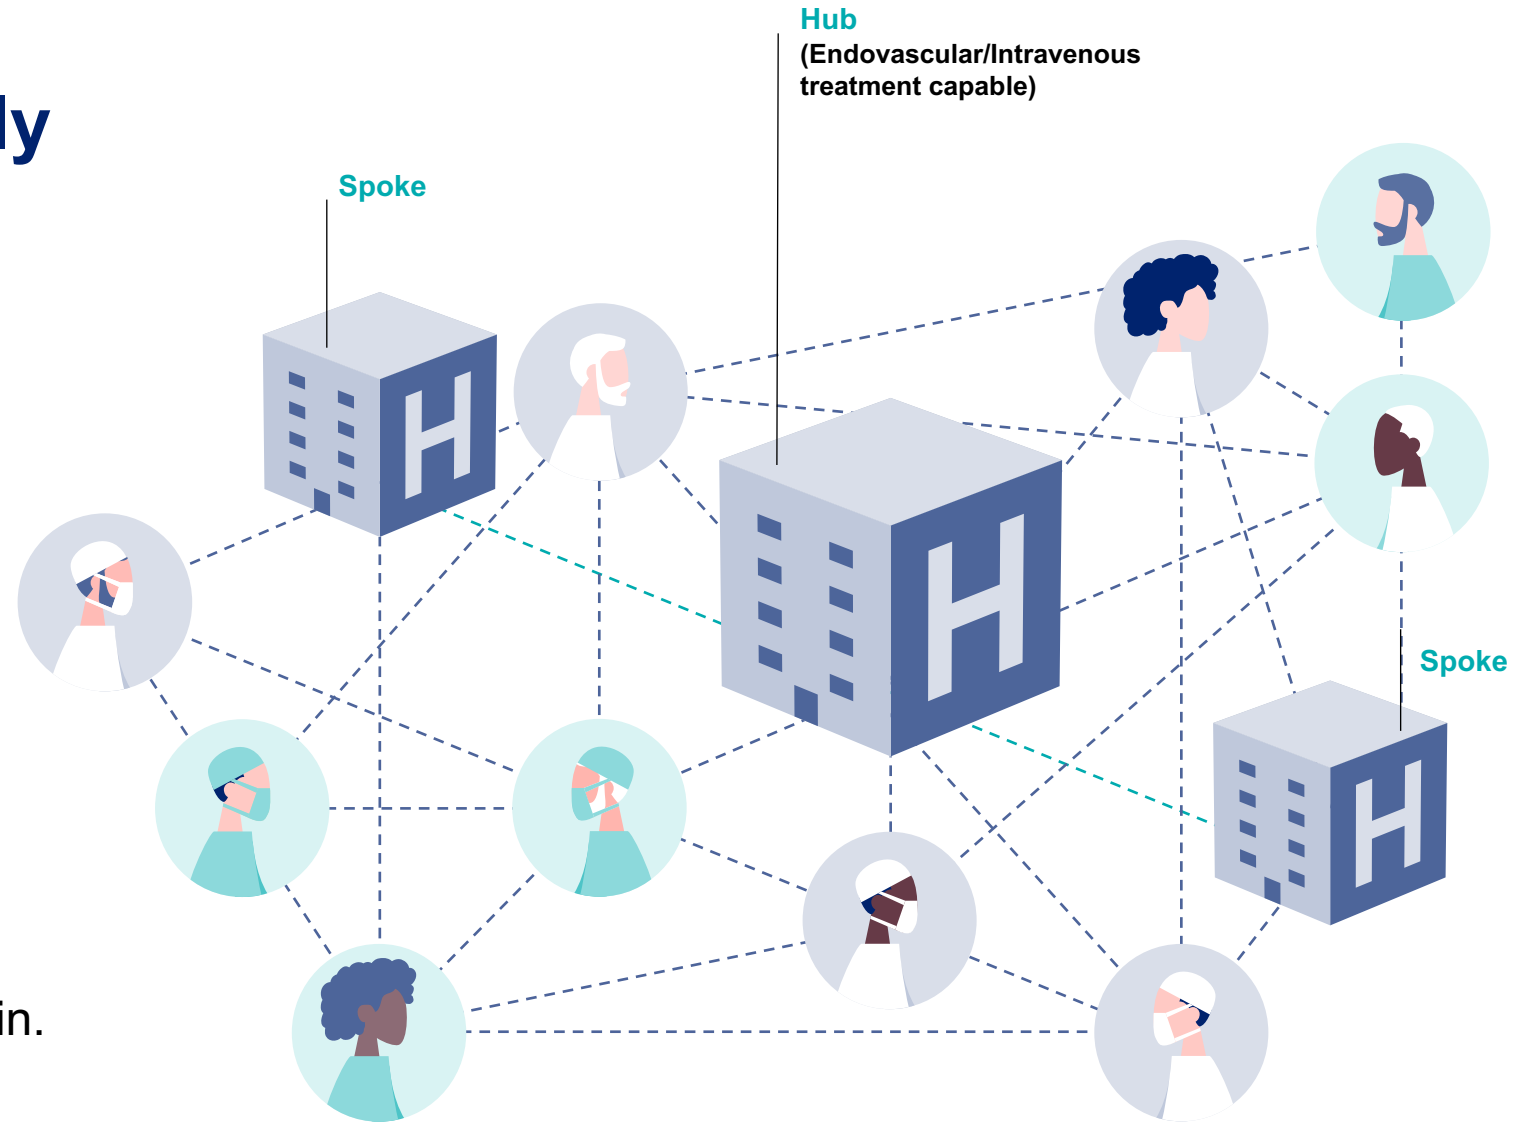 Hub
(Endovascular/Intravenous
treatment capable)
ly
Spoke
H
H
Spoke
H
in.